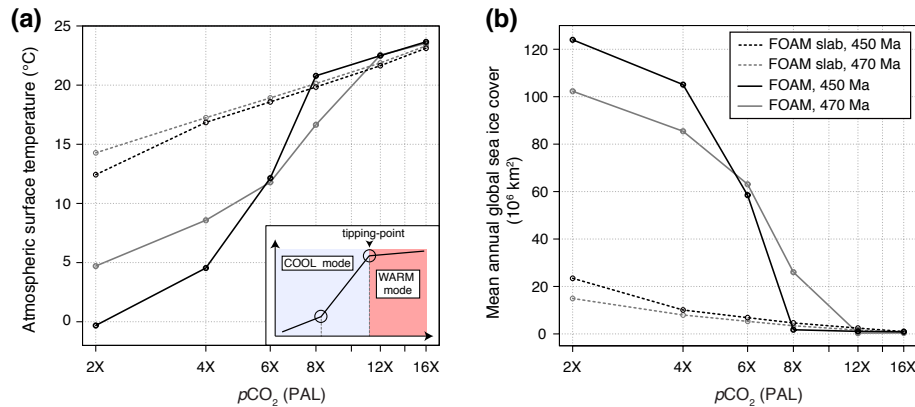 (a)
Atmospheric surface temperature (°C)
25
20
15
10
5
0
2X 4X 6X 8X 12X 16X
pCO₂ (PAL)
tipping-point
COOL mode
WARM
mode
(b)
Mean annual global sea ice cover
(10⁶ km²)
120
100
80
60
40
20
0
2X 4X 6X 8X 12X 16X
pCO₂ (PAL)
FOAM slab, 450 Ma
FOAM slab, 470 Ma
FOAM, 450 Ma
FOAM, 470 Ma